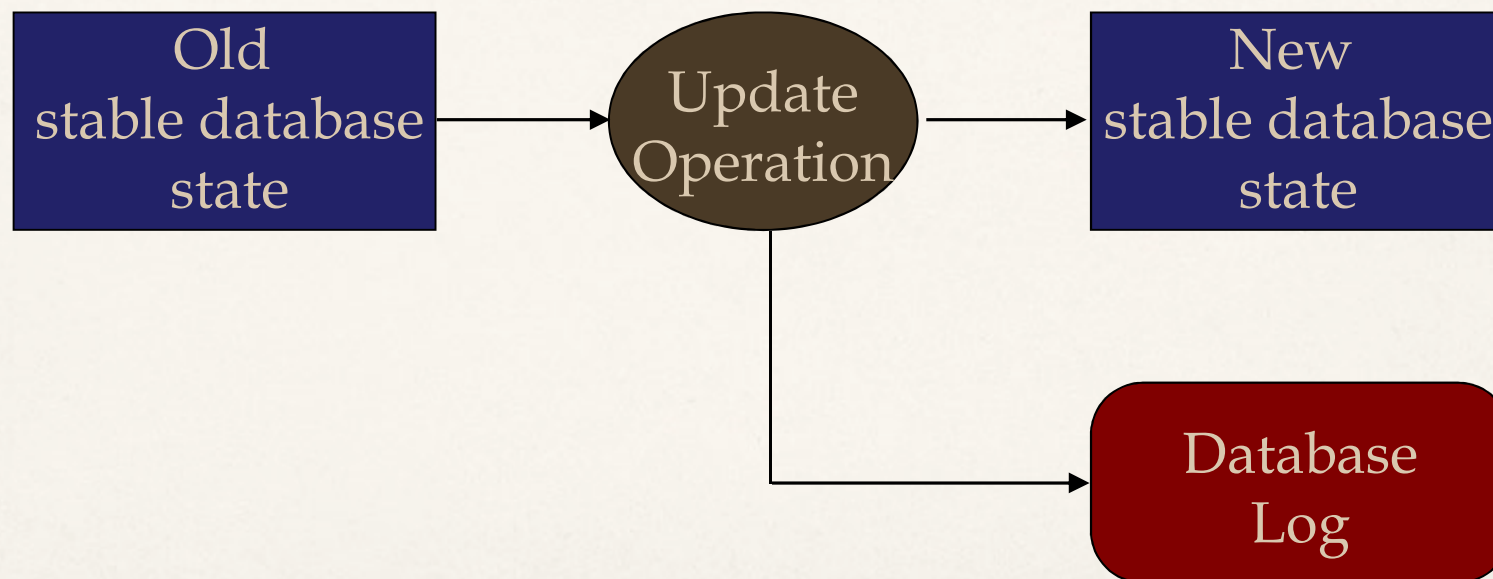 Old
stable database
state
Update
Operation
New
stable database
state
Database
Log